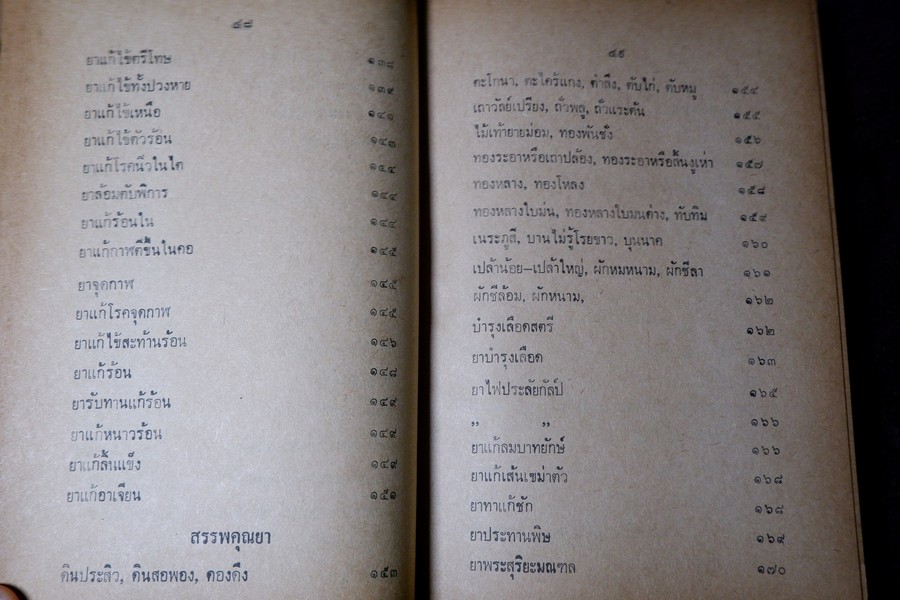 ๔๘
ยาแก้ไข้ตรีโทษ ๑๓๘
ยาแก้ไข้ทั้งปวงหาย ๑๓๙
ยาแก้ไข้เหนือ ๑๔๑
ยาแก้ไข้ตัวร้อน ๑๔๓
ยาแก้โรคนิ่วในไต ๑๔๔
ยาล้อมตับพิการ ๑๔๔
ยาแก้ร้อนใน ๑๔๔
ยาแก้กาฬตีขึ้นในคอ ๑๔๕
ยาจุดกาฬ ๑๔๕
ยาแก้โรคจุดกาฬ ๑๔๕
ยาแก้ไข้สะท้านร้อน ๑๔๖
ยาแก้ร้อน ๑๔๘
ยารับทานแก้ร้อน ๑๔๙
ยาแก้หนาวร้อน ๑๔๙
ยาแก้ลิ้นแข็ง ๑๔๙
ยาแก้อาเจียน ๑๕๑
สรรพคุณยา
ดินประสิว, ดินสอพอง, ดองดึง ๑๕๓
๔๙
ตะโกนา, ตะไคร้แกง, ตำลึง, ตับไก่, ตับหมู ๑๕๔
เถาวัลย์เปรียง, ถั่วพลู, ถั่วแระต้น ๑๕๕
ไม้เท้ายายม่อม, ทองพันชั่ง ๑๕๖
ทองระอาหรือเถาปล้อง, ทองระอาหรือลิ้นงูเห่า ๑๕๗
ทองหลาง, ทองโหลง ๑๕๘
ทองหลางใบมน, ทองหลางใบมนด่าง, ทับทิม ๑๕๙
เนระภูสี, บานไม่รู้โรยขาว, บุนนาค ๑๖๐
เปล้าน้อย–เปล้าใหญ่, ผักหมหนาม, ผักชีลา ๑๖๑
ผักชีล้อม, ผักหนาม, ๑๖๒
บำรุงเลือดสตรี ๑๖๒
ยาบำรุงเลือด ๑๖๓
ยาไฟประลัยกัลป์ ๑๖๕
,, ,, ๑๖๖
ยาแก้ลมบาทยักษ์ ๑๖๖
ยาแก้เส้นเขม่าตัว ๑๖๘
ยาทาแก้ชัก ๑๖๘
ยาประทานพิษ ๑๖๙
ยาพระสุริยะมณฑล ๑๗๐